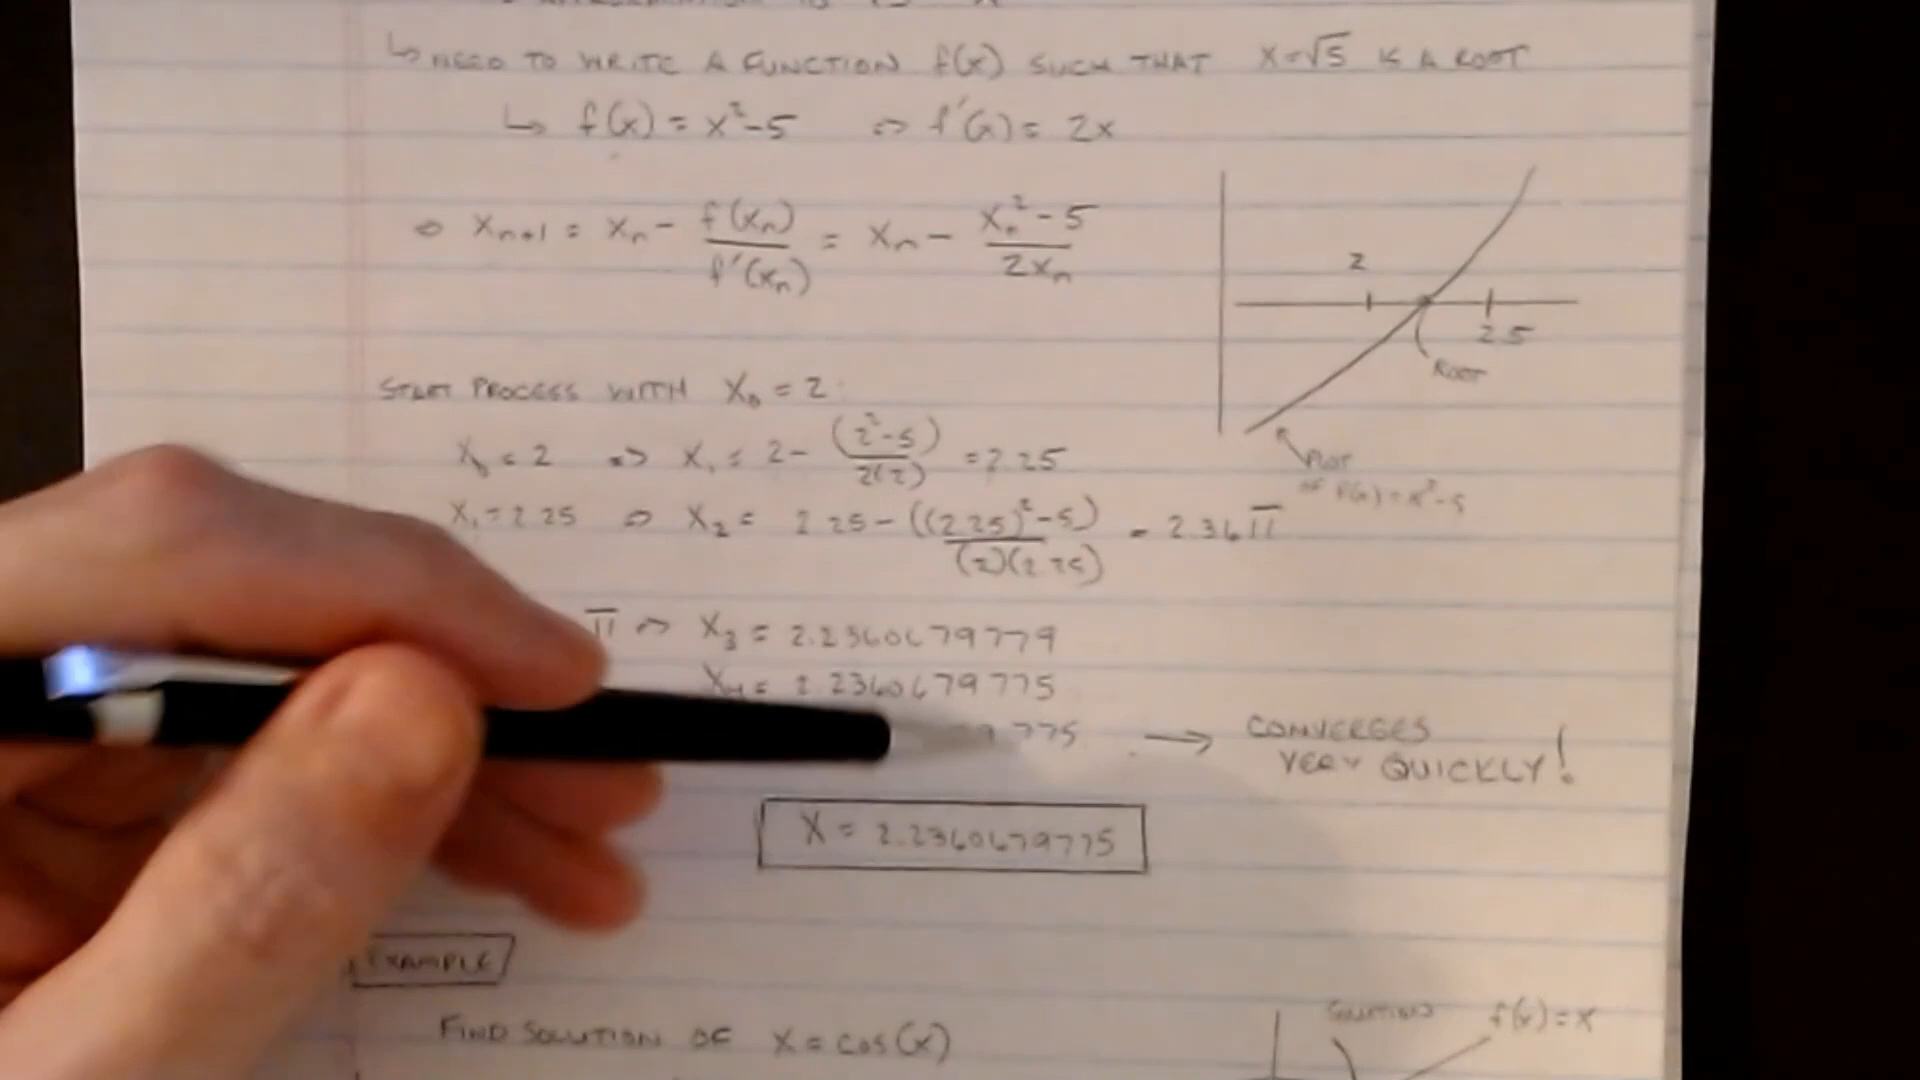 ↳ NEED TO WRITE A FUNCTION f(x) SUCH THAT X=√5 IS A ROOT
↳ f(x) = x²-5 ⇒ f'(x) = 2x
⇒ Xn+1 = Xn - f(Xn)/f'(Xn) = Xn - (Xn²-5)/(2Xn)
2
2.5
ROOT
PLOT
OF f(x)=x²-5
START PROCESS WITH X₀ = 2
X₀ = 2 ⇒ X₁ = 2 - (2²-5)/2(2) = 2.25
X₁ = 2.25 ⇒ X₂ = 2.25 - ((2.25)²-5)/(2)(2.25) = 2.3611
11 ⇒ X₃ = 2.2360679779
X₄ = 2.2360679775
9775 → CONVERGES
VERY QUICKLY!
X = 2.2360679775
EXAMPLE
FIND SOLUTION OF X = cos(x)
SOLUTION f(x) = x